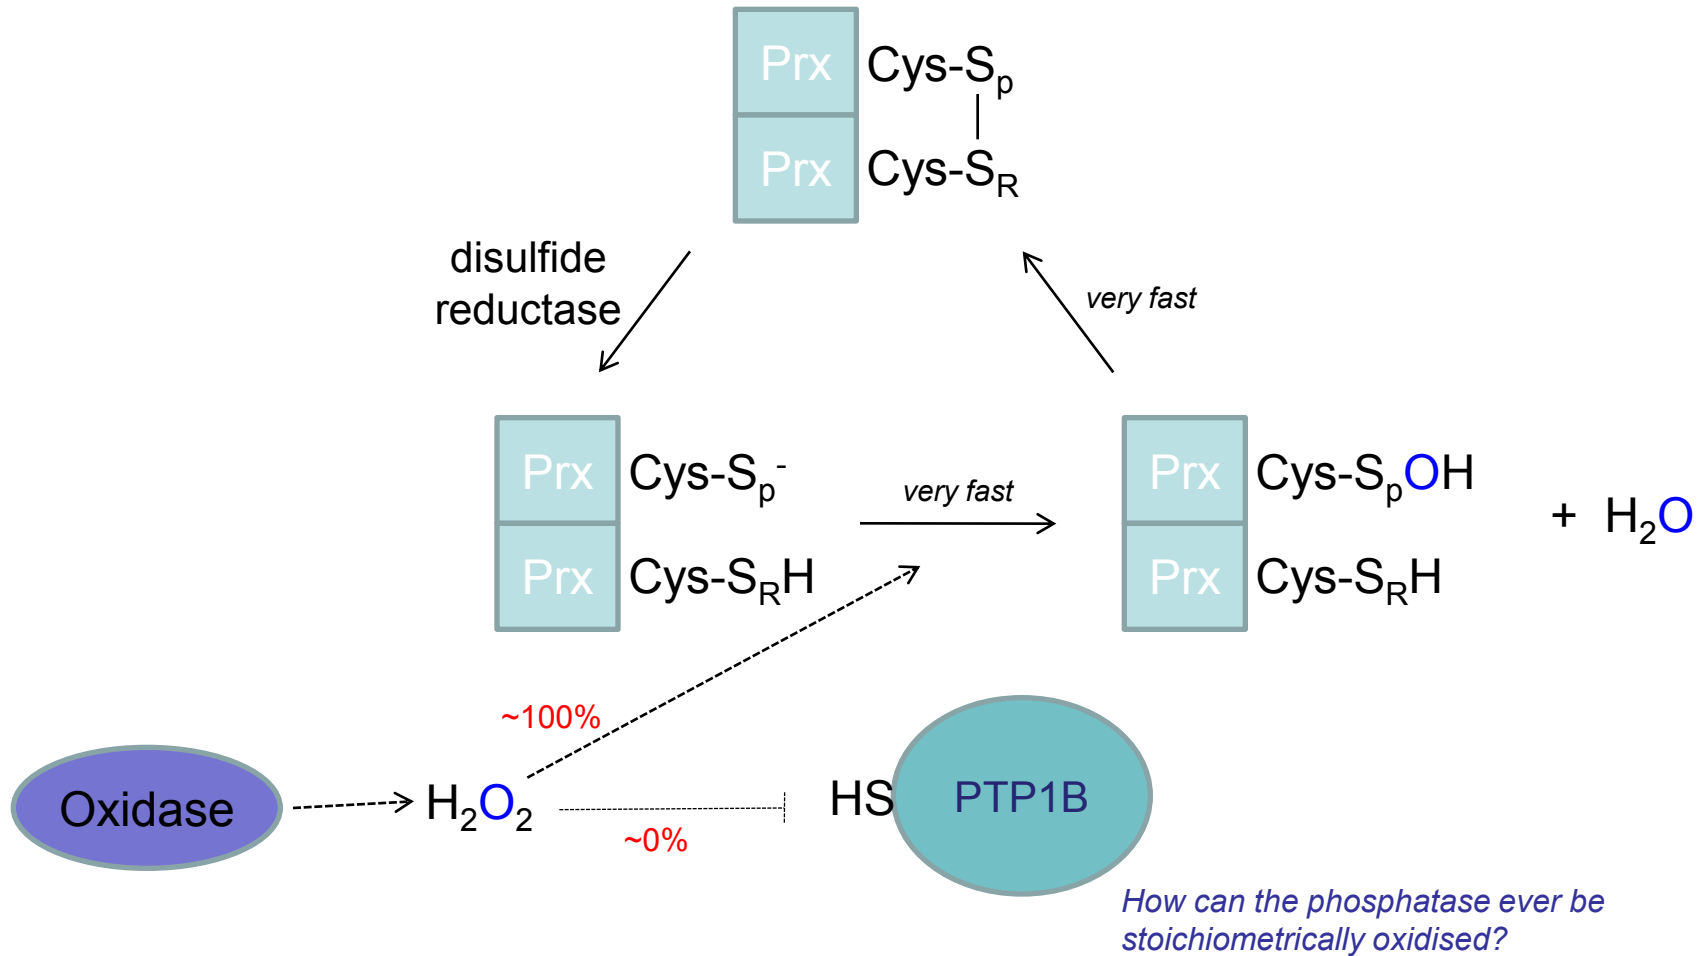 Prx Cys-Sp
Prx Cys-SR
disulfide
reductase
very fast
Prx Cys-Sp-
Prx Cys-SRH
very fast
Prx Cys-SpOH
Prx Cys-SRH
+ H2O
~100%
Oxidase
H2O2
~0%
HS
PTP1B
How can the phosphatase ever be
stoichiometrically oxidised?